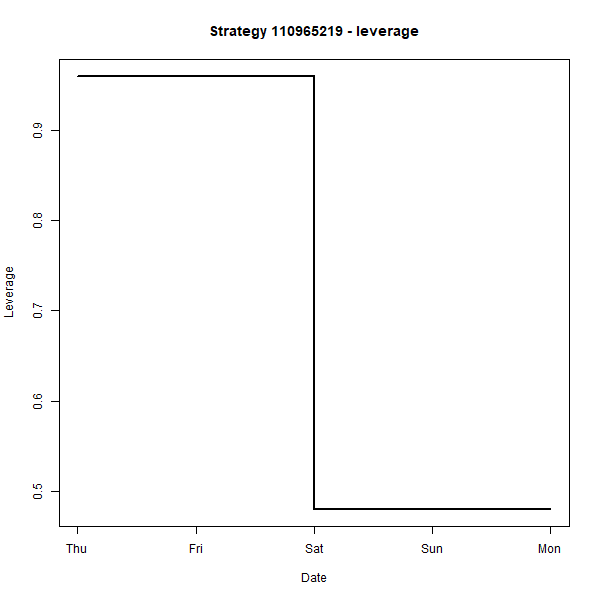 Strategy 110965219 - leverage
Leverage
0.9
0.8
0.7
0.6
0.5
Thu Fri Sat Sun Mon
Date